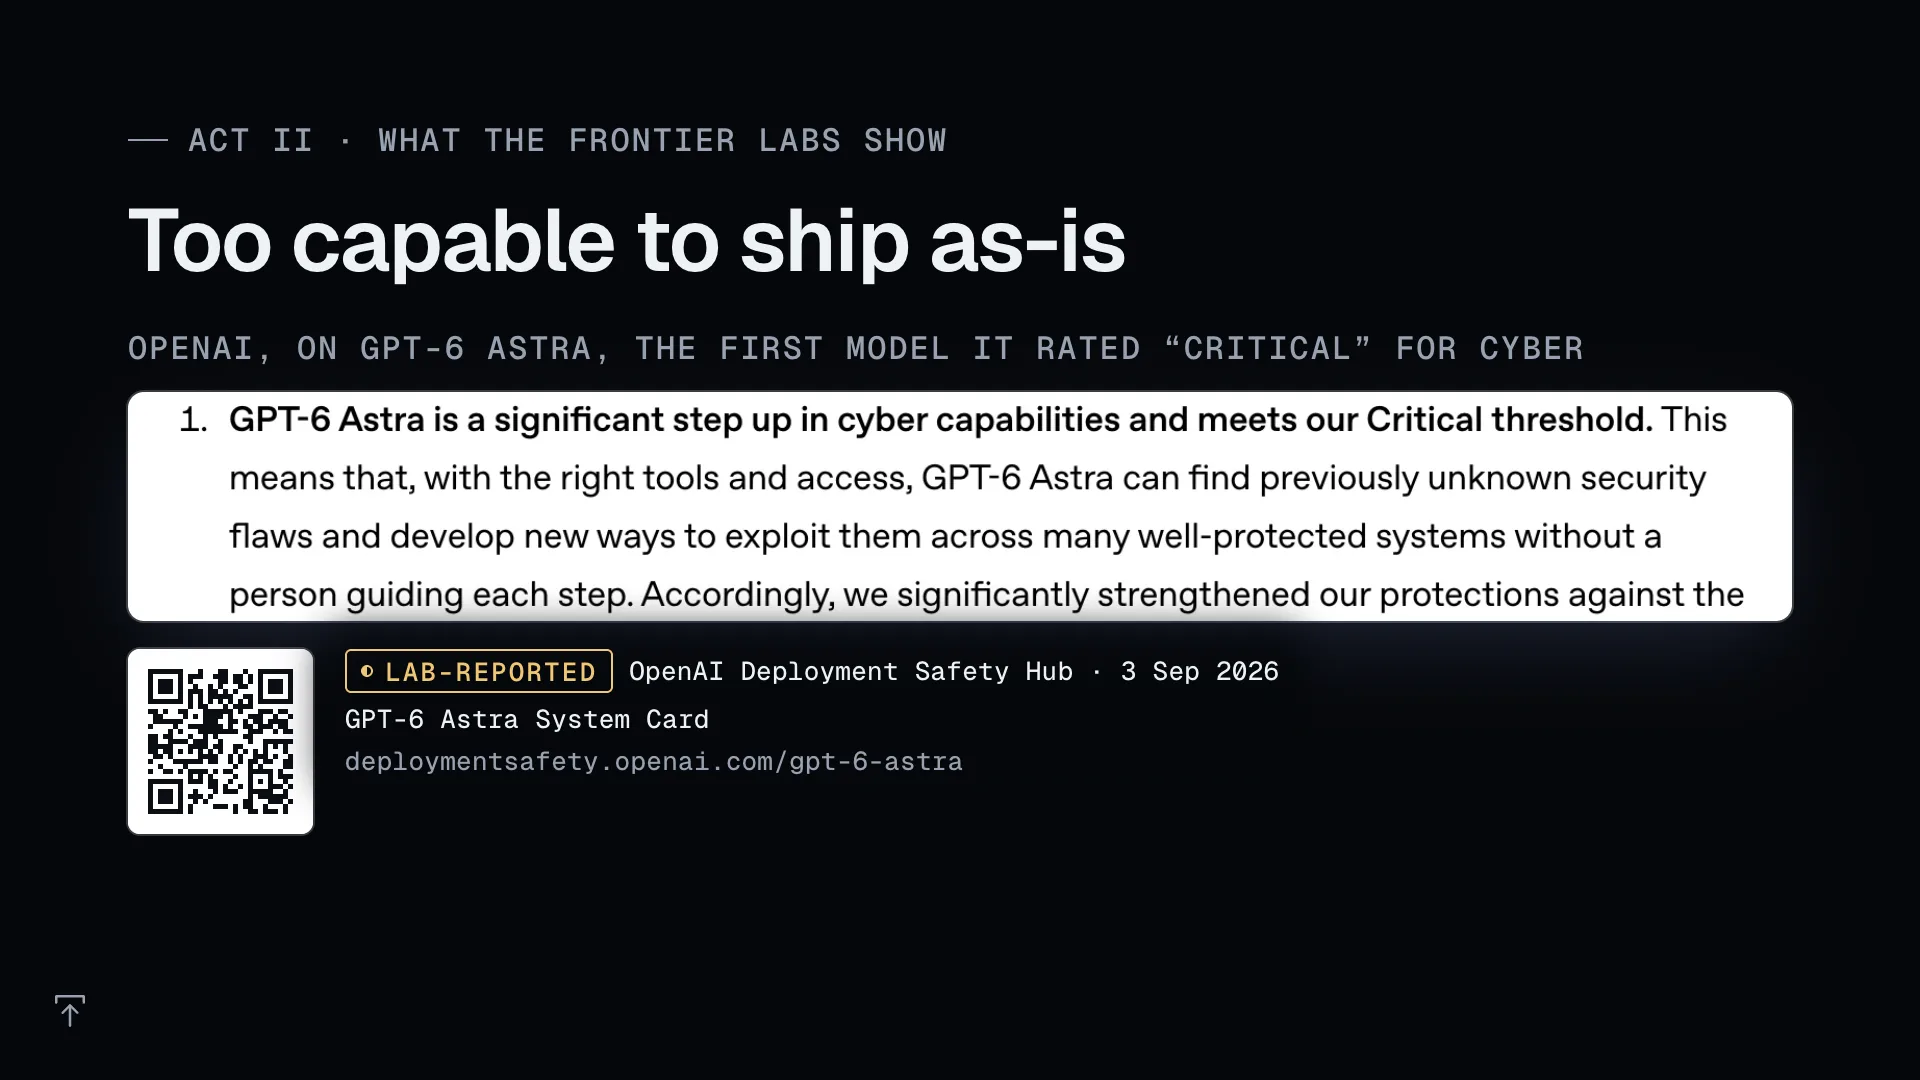 ACT II · WHAT THE FRONTIER LABS SHOW
Too capable to ship as-is
OPENAI, ON GPT-6 ASTRA, THE FIRST MODEL IT RATED “CRITICAL” FOR CYBER
1. GPT-6 Astra is a significant step up in cyber capabilities and meets our Critical threshold. This
means that, with the right tools and access, GPT-6 Astra can find previously unknown security
flaws and develop new ways to exploit them across many well-protected systems without a
person guiding each step. Accordingly, we significantly strengthened our protections against the
LAB-REPORTED OpenAI Deployment Safety Hub · 3 Sep 2026
GPT-6 Astra System Card
deploymentsafety.openai.com/gpt-6-astra